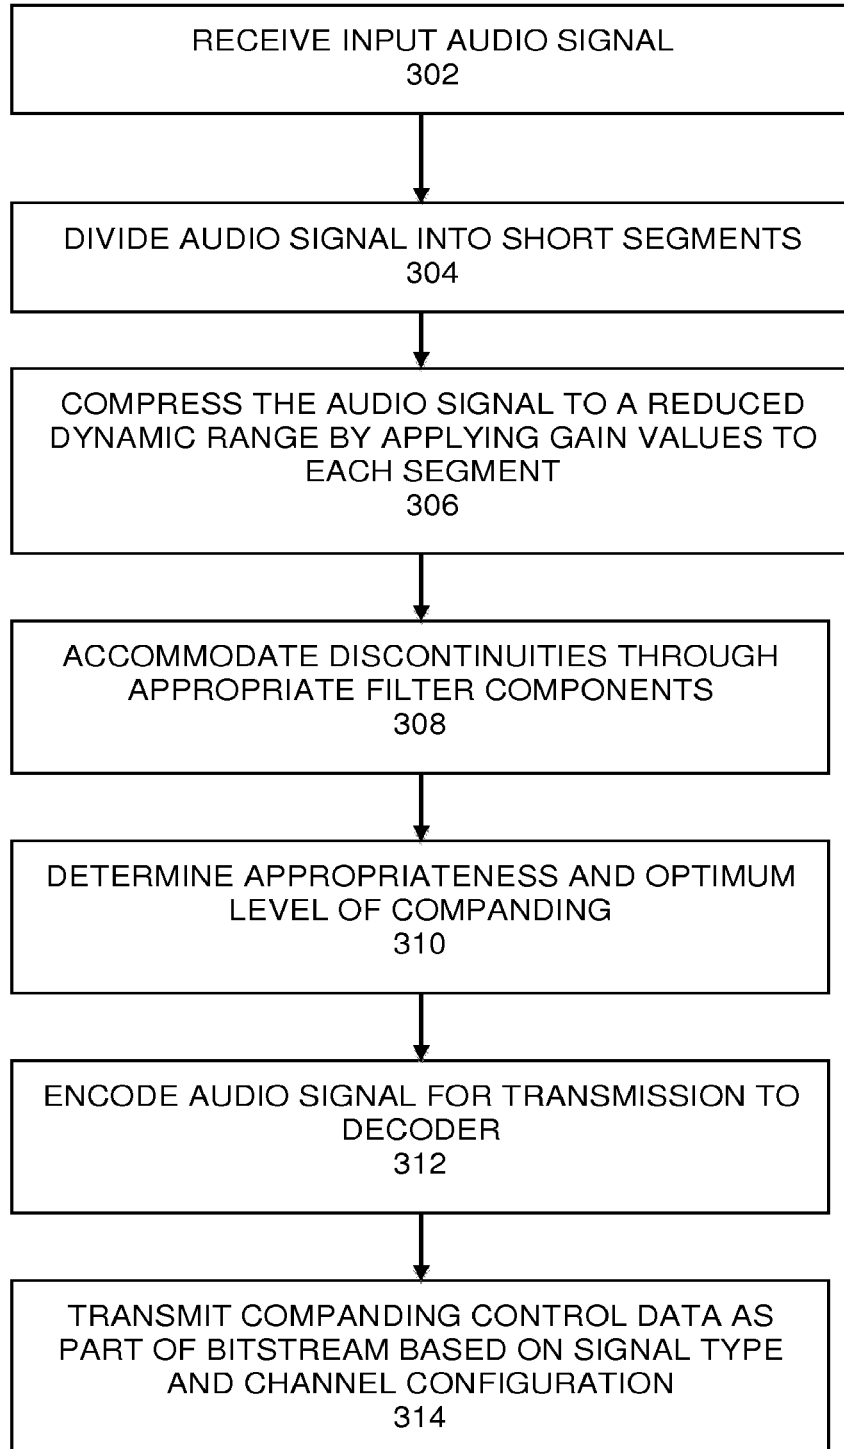 RECEIVE INPUT AUDIO SIGNAL
302
DIVIDE AUDIO SIGNAL INTO SHORT SEGMENTS
304
COMPRESS THE AUDIO SIGNAL TO A REDUCED
DYNAMIC RANGE BY APPLYING GAIN VALUES TO
EACH SEGMENT
306
ACCOMMODATE DISCONTINUITIES THROUGH
APPROPRIATE FILTER COMPONENTS
308
DETERMINE APPROPRIATENESS AND OPTIMUM
LEVEL OF COMPANDING
310
ENCODE AUDIO SIGNAL FOR TRANSMISSION TO
DECODER
312
TRANSMIT COMPANDING CONTROL DATA AS
PART OF BITSTREAM BASED ON SIGNAL TYPE
AND CHANNEL CONFIGURATION
314